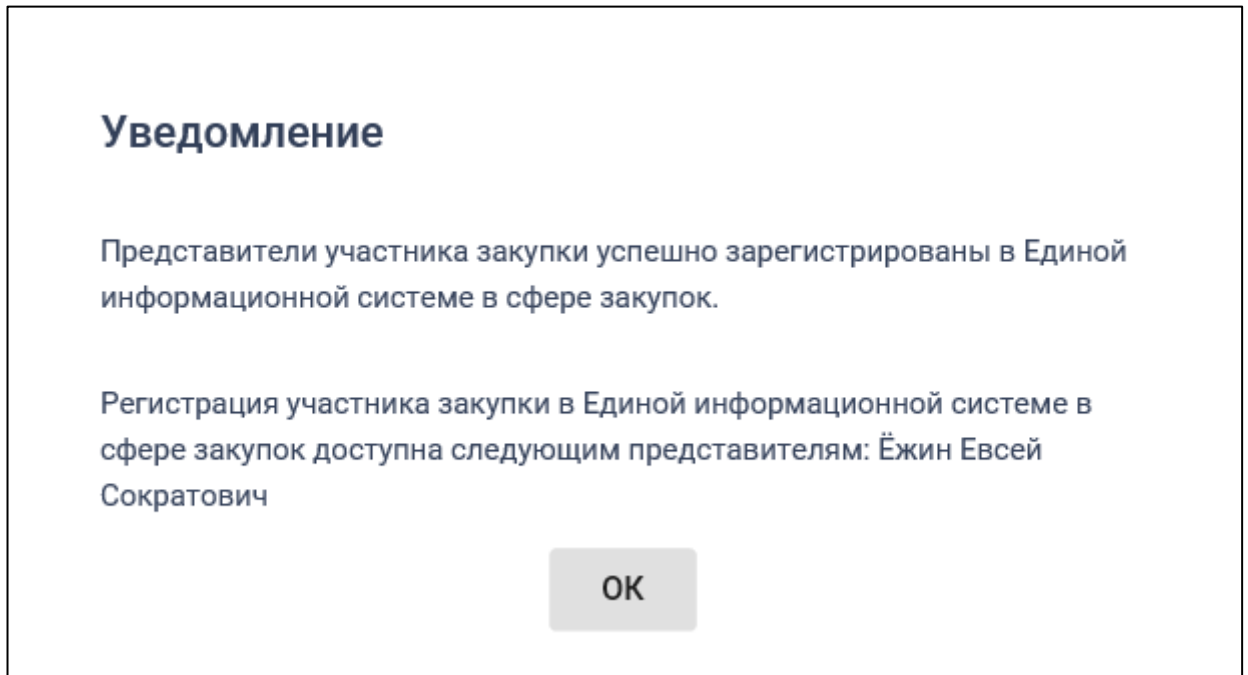 Уведомление
Представители участника закупки успешно зарегистрированы в Единой
информационной системе в сфере закупок.
Регистрация участника закупки в Единой информационной системе в
сфере закупок доступна следующим представителям: Ёжин Евсей
Сократович
ОК